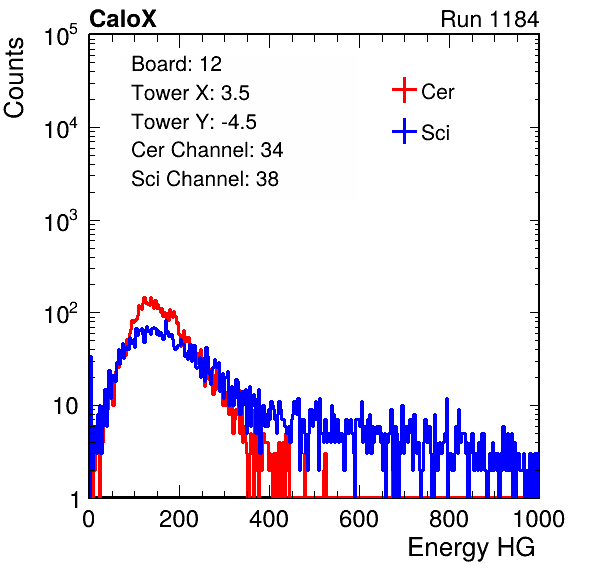 CaloX Run 1184
Counts
10^5
10^4
10^3
10^2
10
1
Board: 12
Tower X: 3.5
Tower Y: -4.5
Cer Channel: 34
Sci Channel: 38
Cer
Sci
0 200 400 600 800 1000
Energy HG